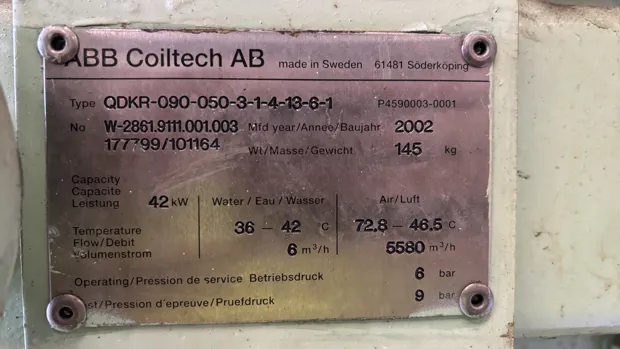 ABB Coiltech AB made in Sweden 61481 Söderköping
Type QDKR-090-050-3-1-4-13-6-1 P4590003-0001
No W-2861.9111.001.003 Mfd year/Annee/Baujahr 2002
177799/101164 Wt/Masse/Gewicht 145 kg
Capacity
Capacite
Leistung 42 kW Water / Eau / Wasser Air/Luft
Temperature 36 - 42 °C 72.8 - 46.5 °C
Flow/Debit
Volumenstrom 6 m³/h 5580 m³/h
Operating/Pression de service Betriebsdruck 6 bar
/Pression d'epreuve/Pruefdruck 9 bar